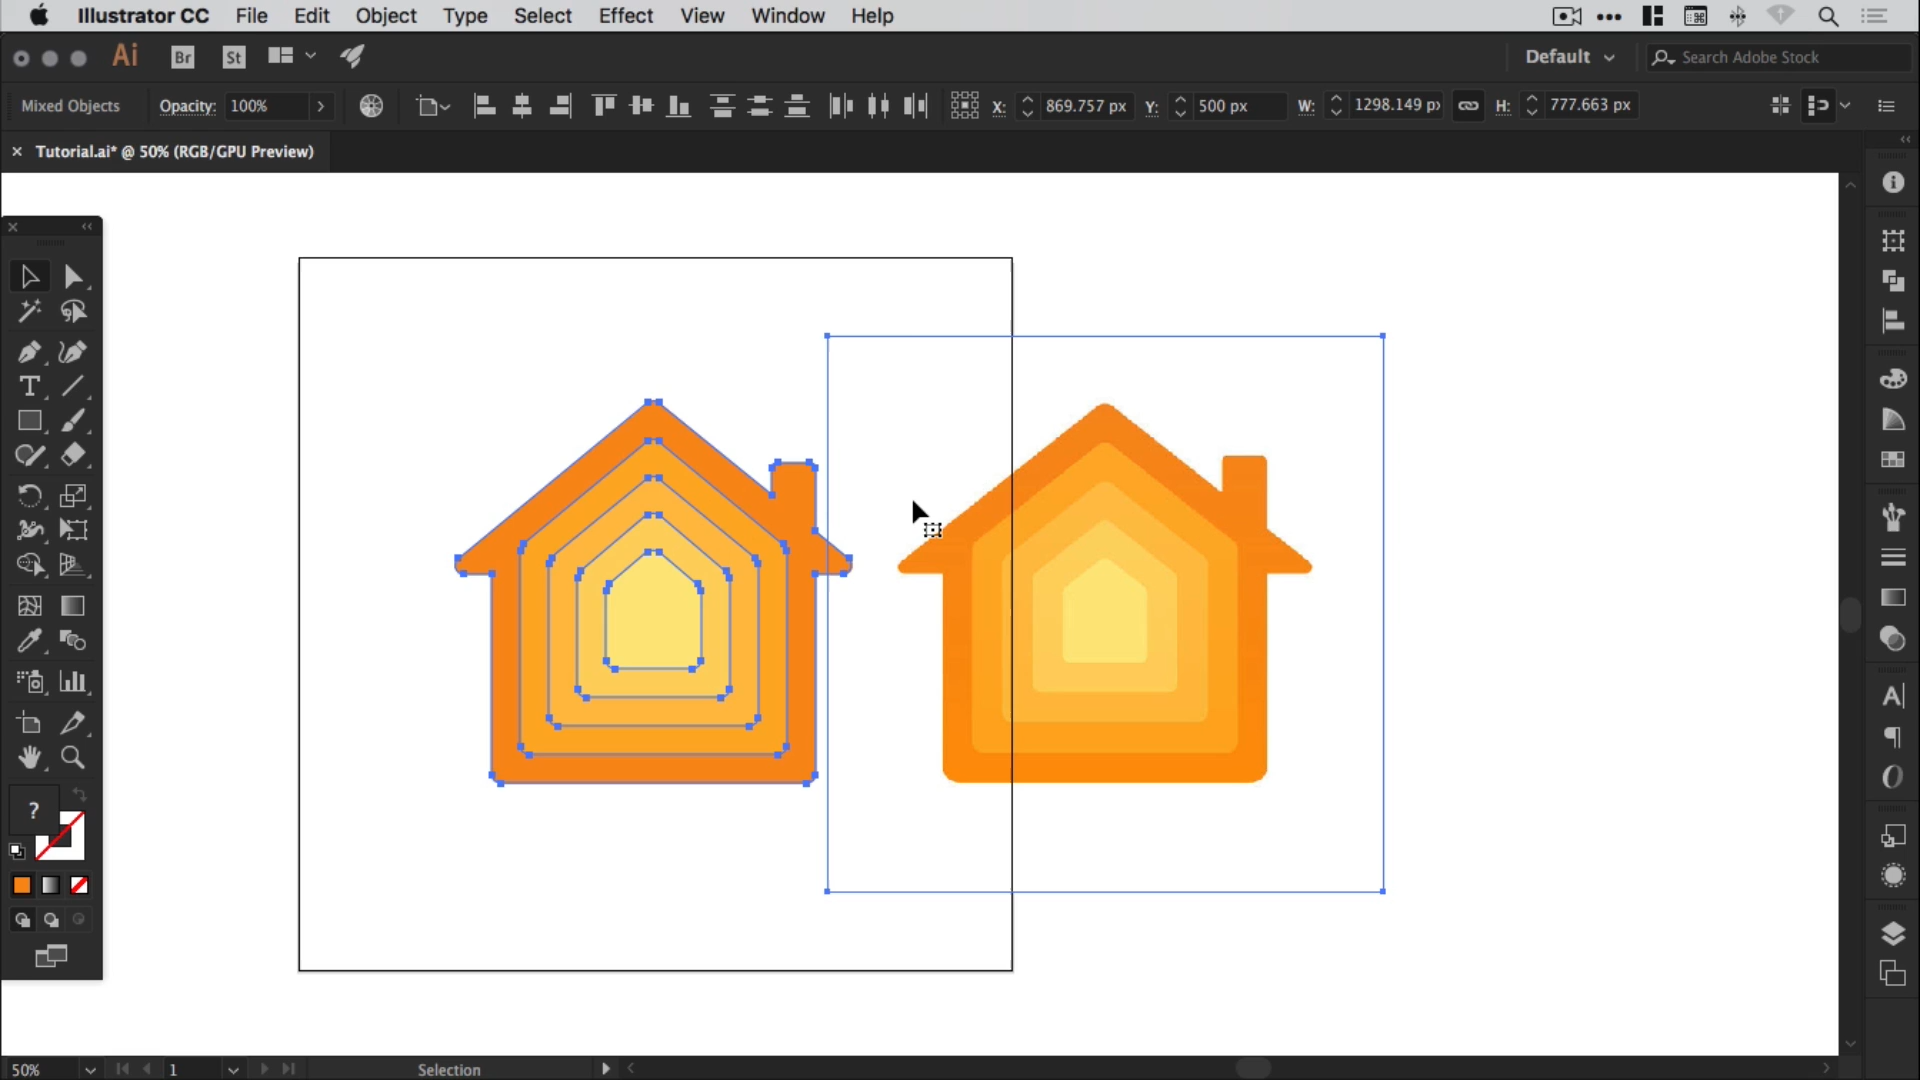 Illustrator CC File Edit Object Type Select Effect View Window Help
Ai Br St Default Search Adobe Stock
Mixed Objects Opacity: 100% X: 869.757 px Y: 500 px W: 1298.149 p H: 777.663 px
Tutorial.ai* @ 50% (RGB/GPU Preview)
50% 1 Selection